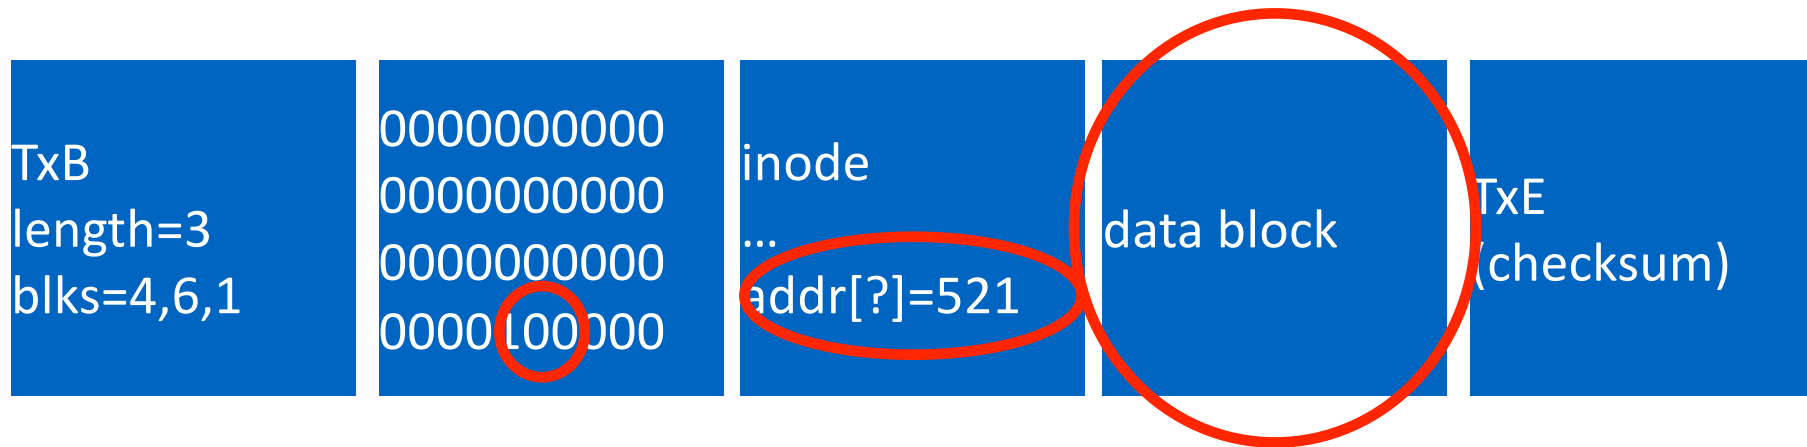 TxB
length=3
blks=4,6,1
0000000000
0000000000
0000000000
0000100000
inode
…
addr[?]=521
data block
TxE
(checksum)